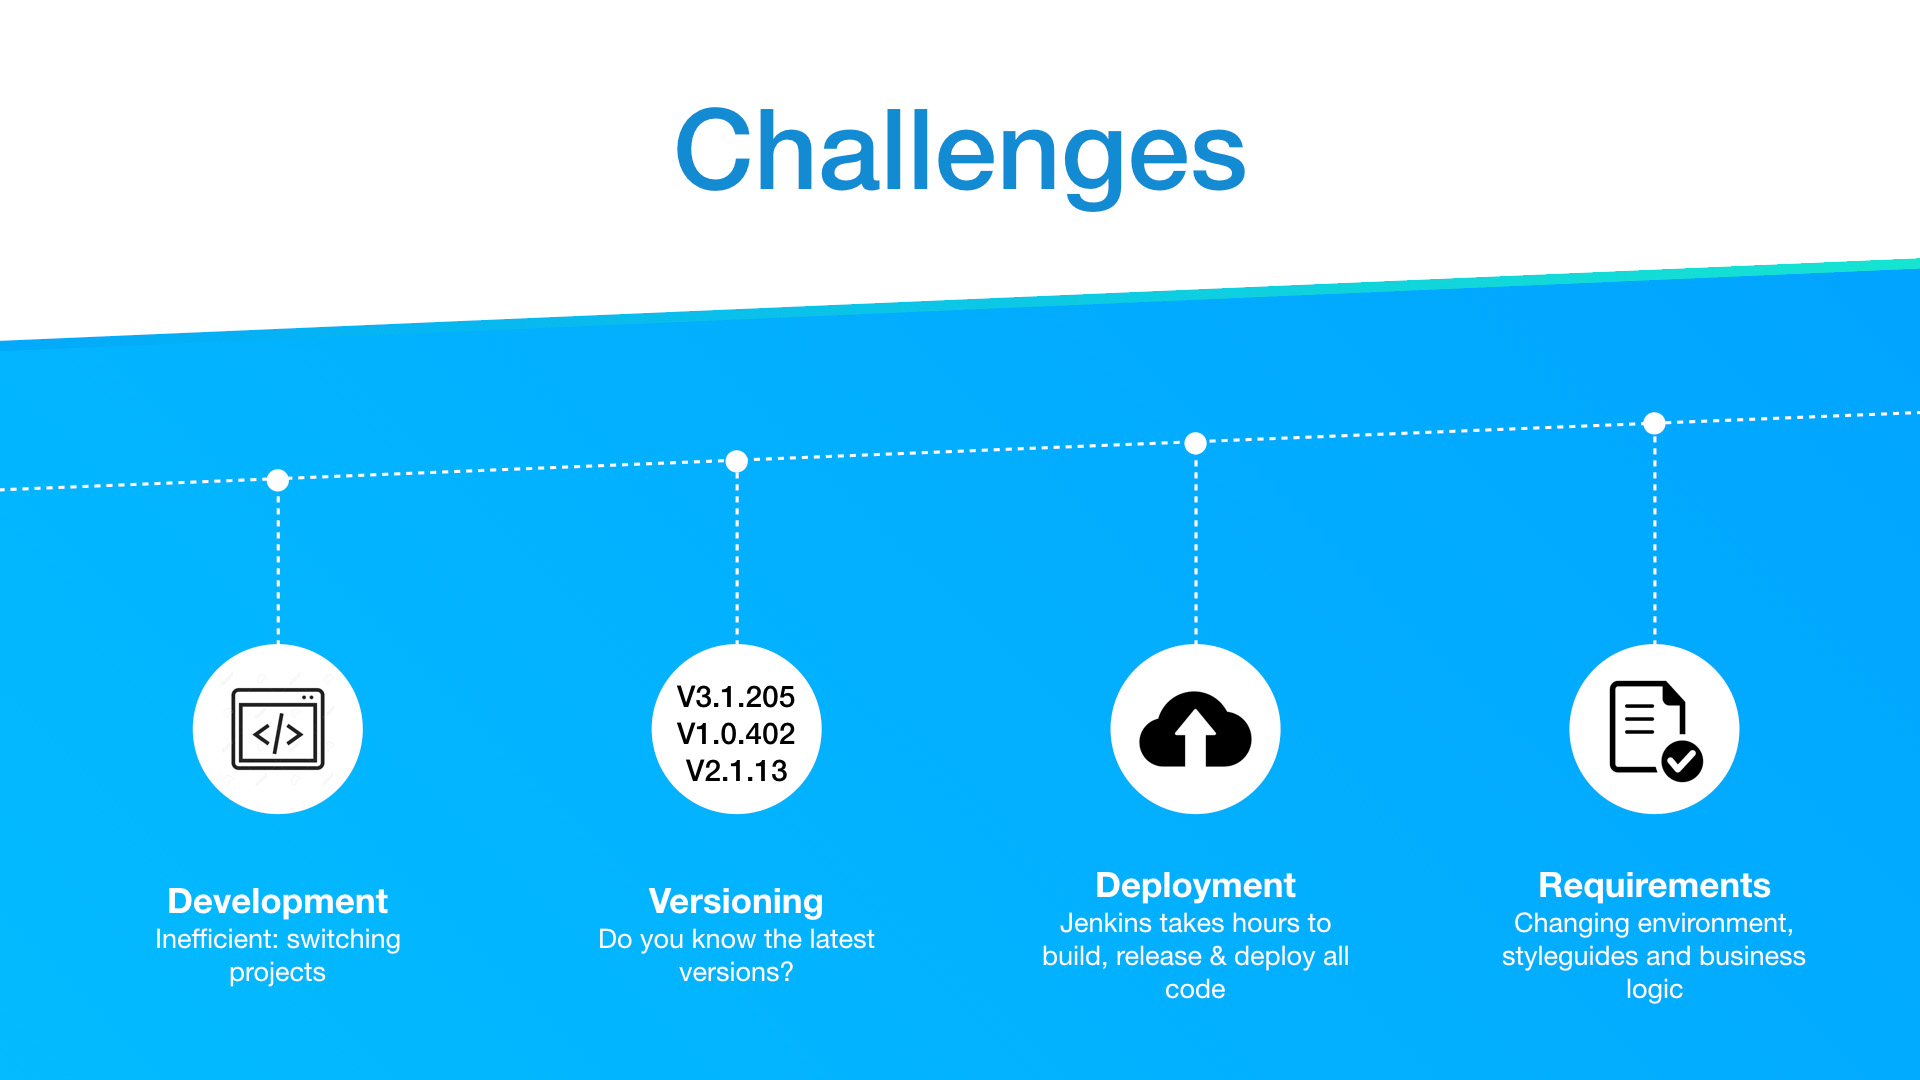 Challenges
V3.1.205
V1.0.402
V2.1.13
Development
Inefficient: switching
projects
Versioning
Do you know the latest
versions?
Deployment
Jenkins takes hours to
build, release & deploy all
code
Requirements
Changing environment,
styleguides and business
logic